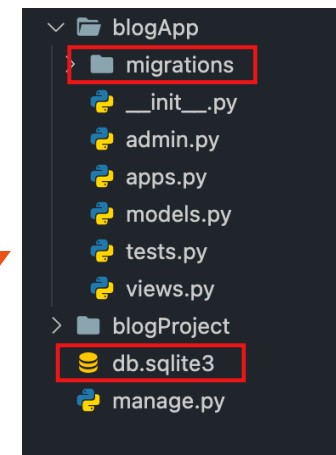 blogApp
migrations
__init__.py
admin.py
apps.py
models.py
tests.py
views.py
blogProject
db.sqlite3
manage.py